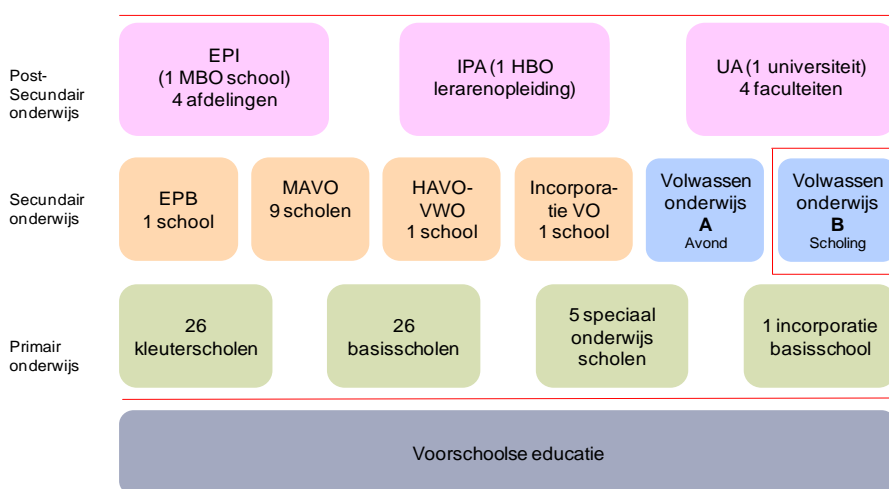 Post-
Secundair
onderwijs
EPI
(1 MBO school)
4 afdelingen
IPA (1 HBO
lerarenopleiding)
UA (1 universiteit)
4 faculteiten
Secundair
onderwijs
EPB
1 school
MAVO
9 scholen
HAVO-
VWO
1 school
Incorpora-
tie VO
1 school
Volwassen
onderwijs
A
Avond
Volwassen
onderwijs
B
Scholing
Primair
onderwijs
26
kleuterscholen
26
basisscholen
5 speciaal
onderwijs
scholen
1 incorporatie
basisschool
Voorschoolse educatie